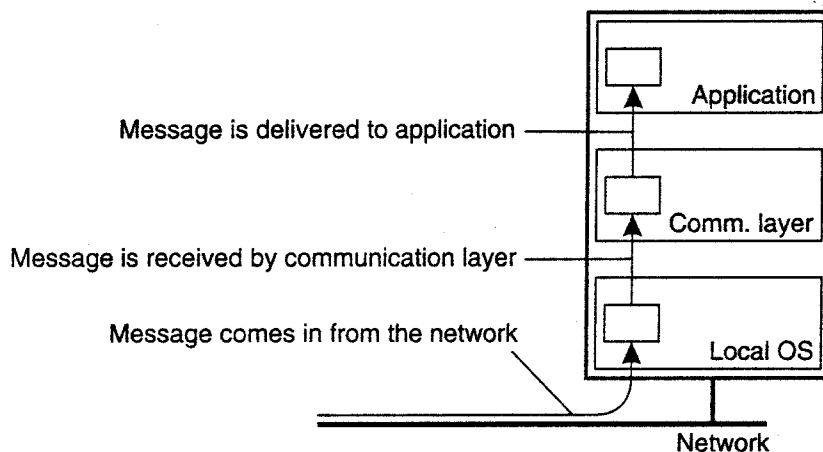 Application
Message is delivered to application
Comm. layer
Message is received by communication layer
Message comes in from the network
Local OS
Network